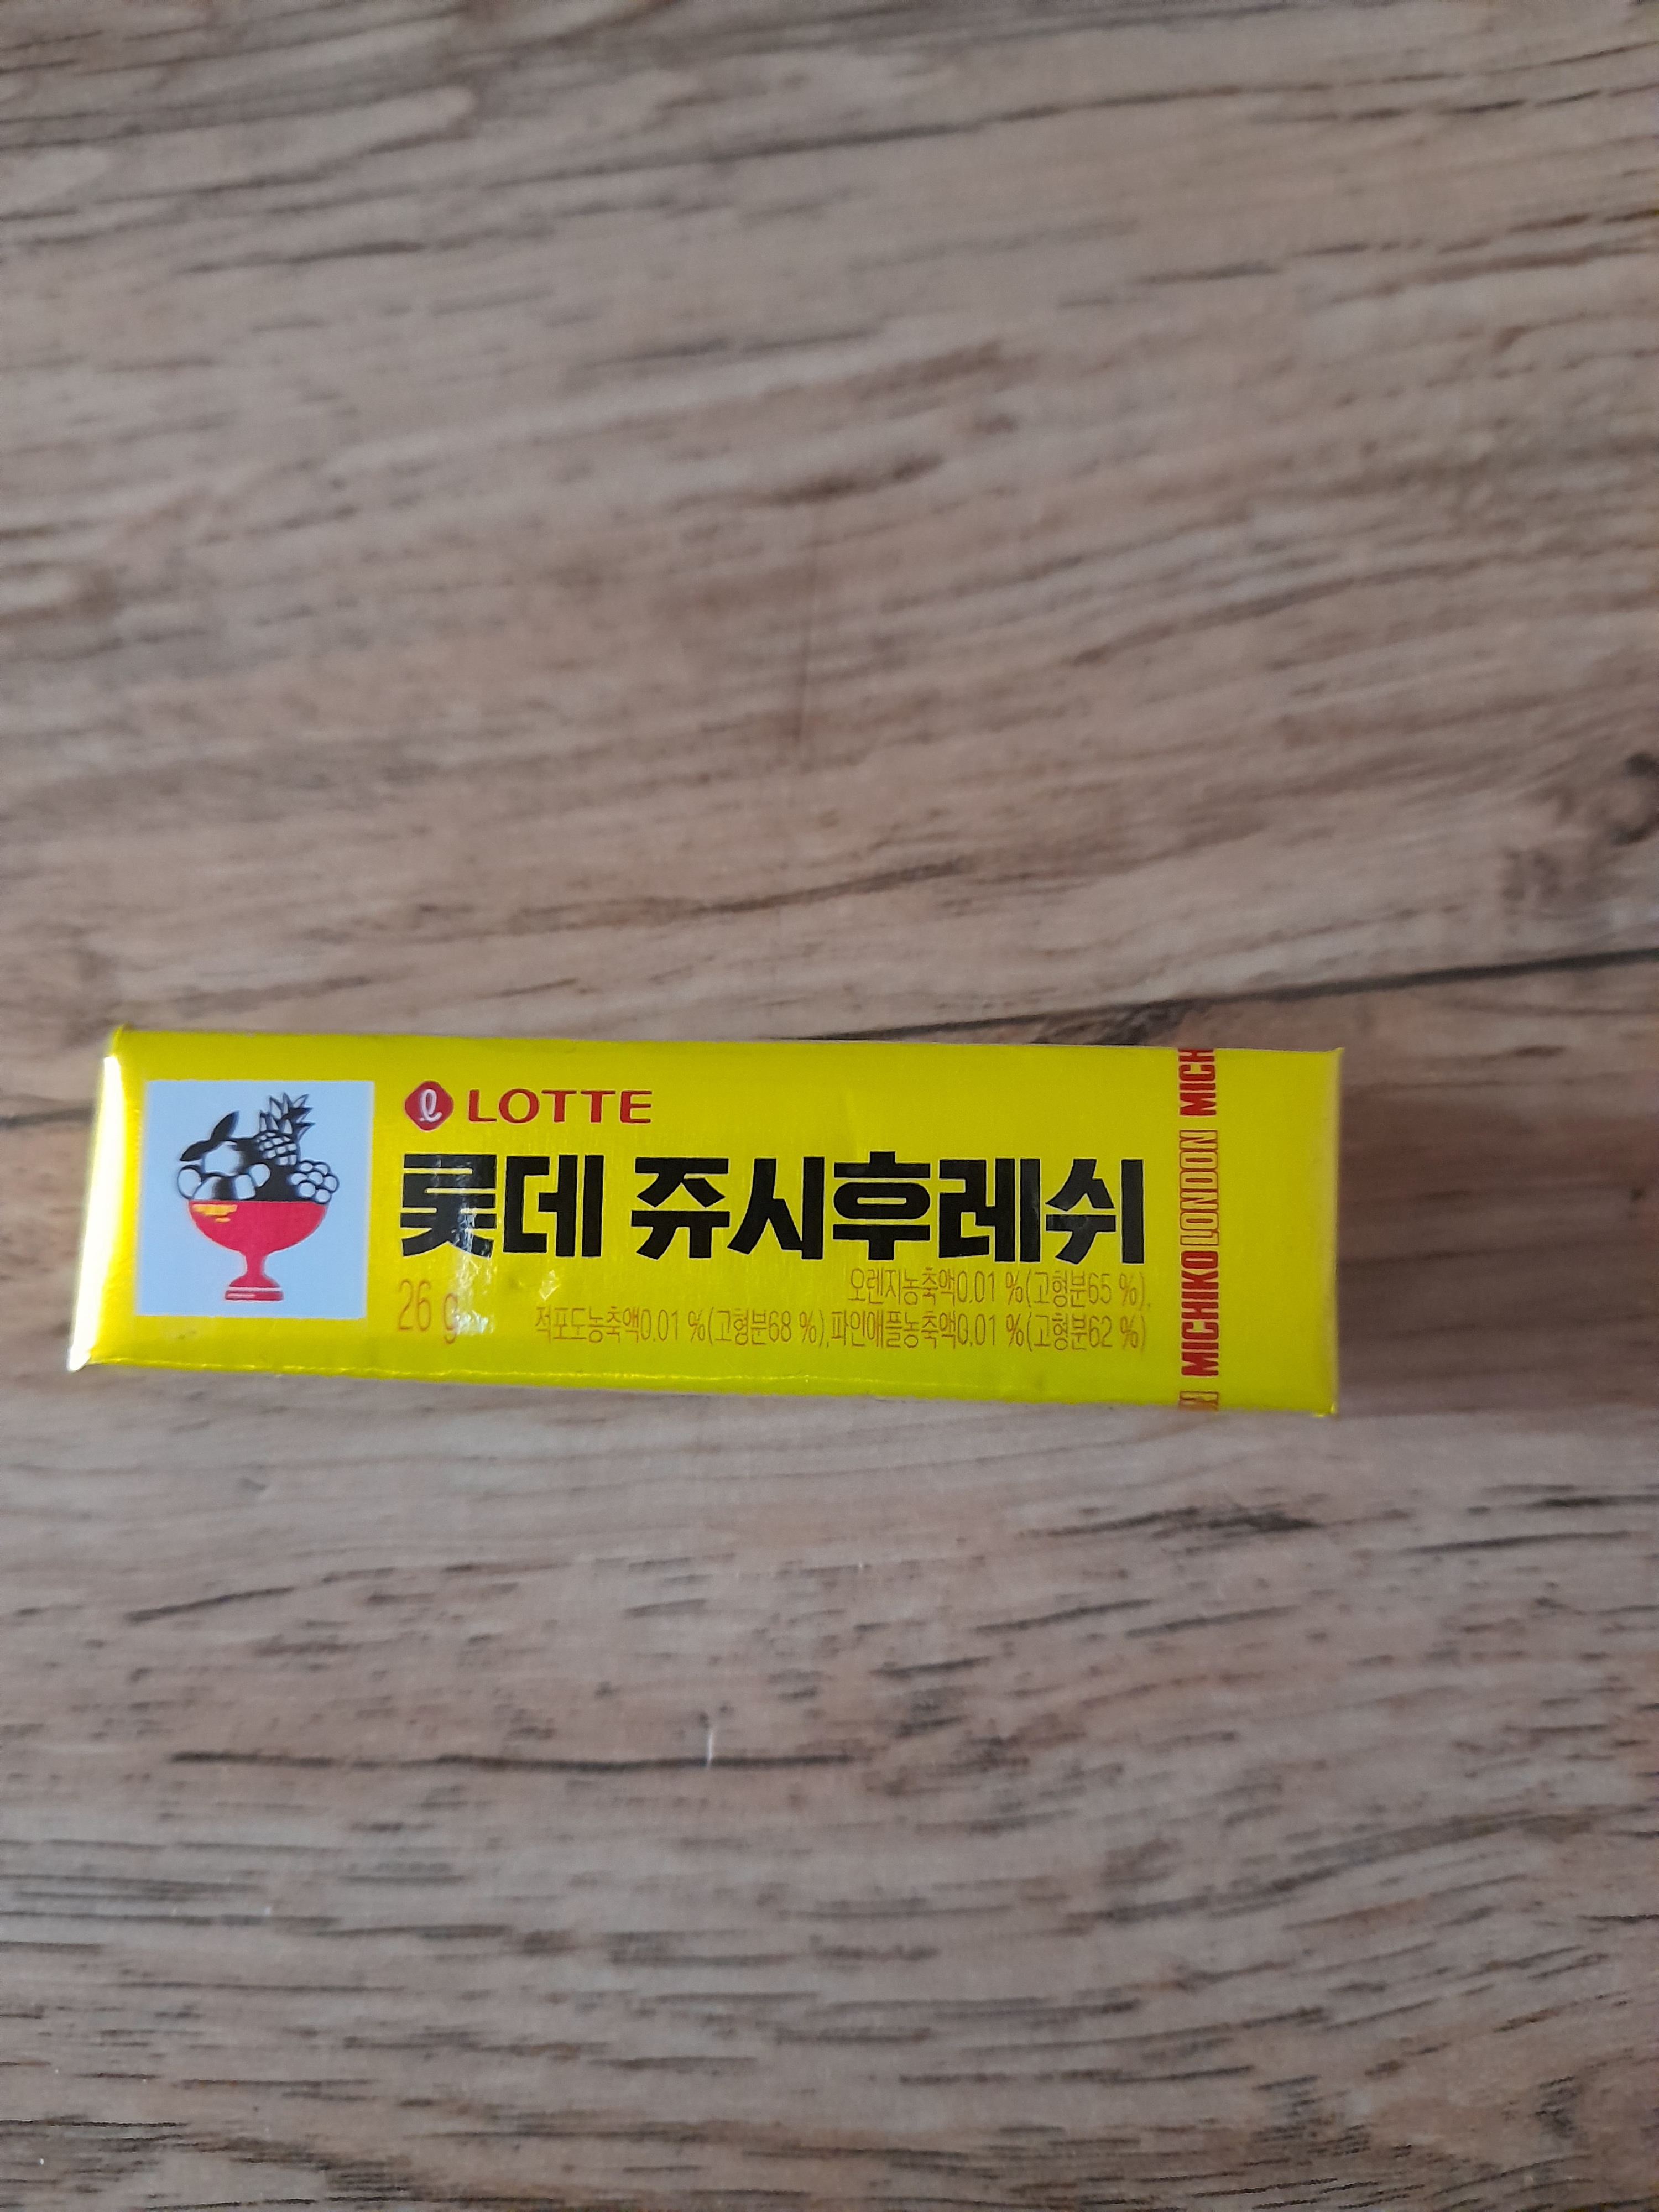 LOTTE
롯데 쥬시후레쉬
26 g
오렌지농축액0.01 %(고형분65 %),
적포도농축액0.01 %(고형분68 %),파인애플농축액0.01 %(고형분62 %)
MICHIKO LONDON MICH